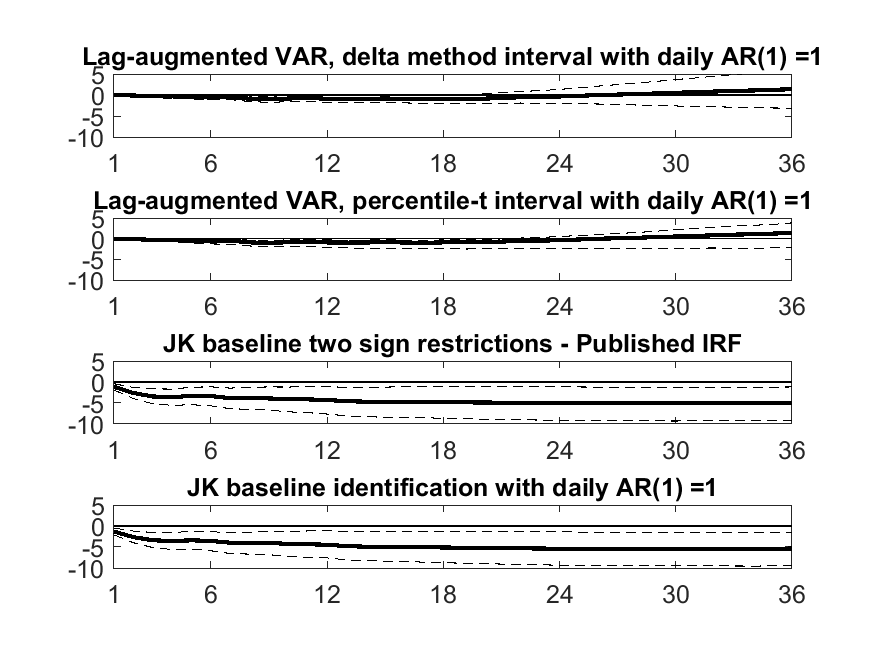 Lag-augmented VAR, delta method interval with daily AR(1) =1
5
0
-5
-10
1 6 12 18 24 30 36
Lag-augmented VAR, percentile-t interval with daily AR(1) =1
5
0
-5
-10
1 6 12 18 24 30 36
JK baseline two sign restrictions - Published IRF
5
0
-5
-10
1 6 12 18 24 30 36
JK baseline identification with daily AR(1) =1
5
0
-5
-10
1 6 12 18 24 30 36